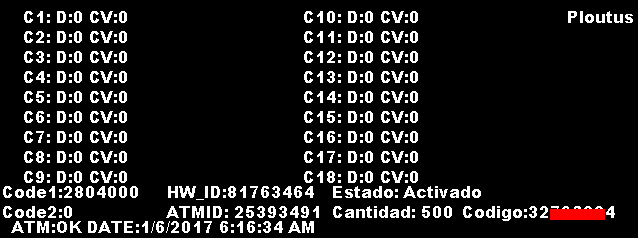 C1: D:0 CV:0 C10: D:0 CV:0 Ploutus
C2: D:0 CV:0 C11: D:0 CV:0
C3: D:0 CV:0 C12: D:0 CV:0
C4: D:0 CV:0 C13: D:0 CV:0
C5: D:0 CV:0 C14: D:0 CV:0
C6: D:0 CV:0 C15: D:0 CV:0
C7: D:0 CV:0 C16: D:0 CV:0
C8: D:0 CV:0 C17: D:0 CV:0
C9: D:0 CV:0 C18: D:0 CV:0
Code1:2804000 HW_ID:81763464 Estado: Activado
Code2:0 ATMID: 25393491 Cantidad: 500 Codigo:
ATM:OK DATE:1/6/2017 6:16:34 AM